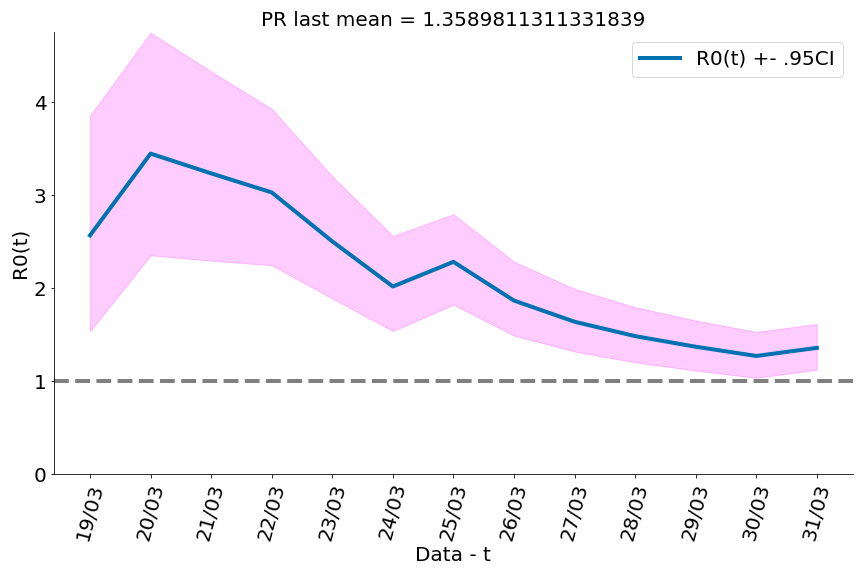 PR last mean = 1.3589811311331839
R0(t) +- .95CI
R0(t)
4
3
2
1
0
19/03 20/03 21/03 22/03 23/03 24/03 25/03 26/03 27/03 28/03 29/03 30/03 31/03
Data - t